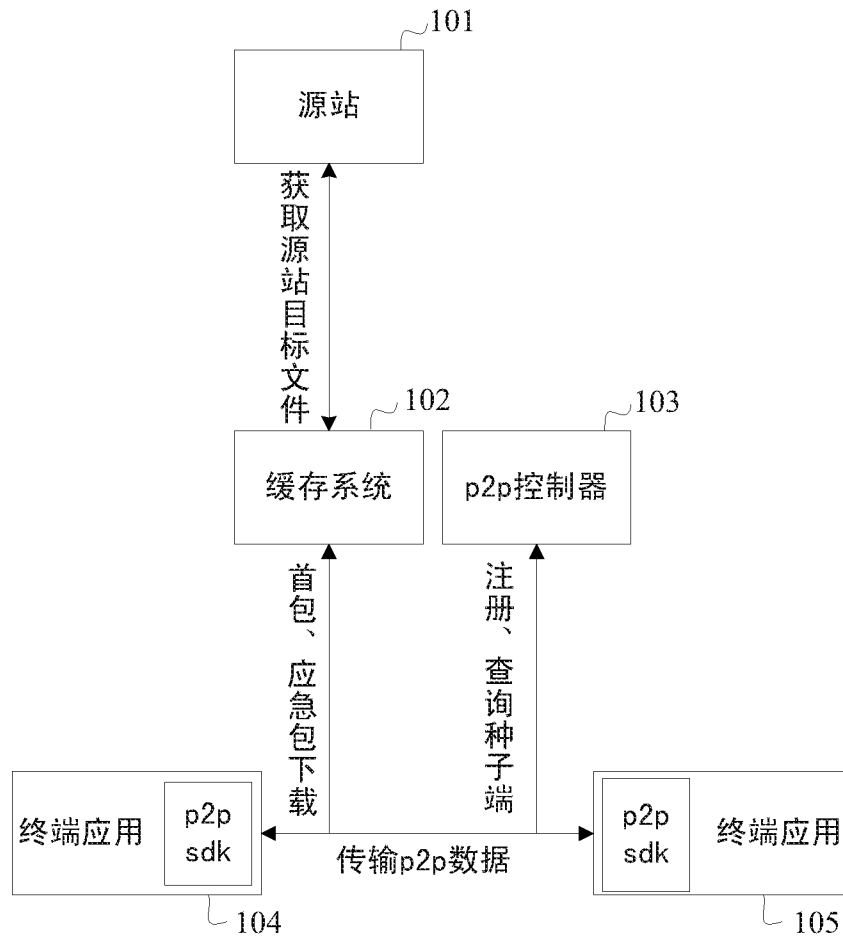 101
源站
获取源站目标文件
102
103
缓存系统
p2p控制器
首包、应急包下载
注册、查询种子端
终端应用
p2p
sdk
传输p2p数据
p2p
sdk
终端应用
104
105